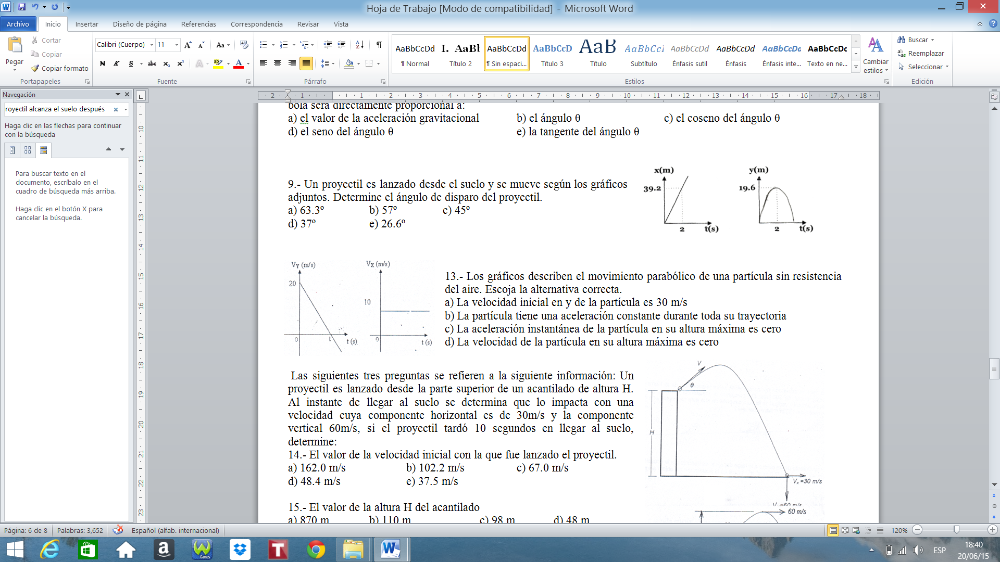 Hoja de Trabajo [Modo de compatibilidad] - Microsoft Word
Archivo Inicio Insertar Diseño de página Referencias Correspondencia Revisar Vista
Pegar
Cortar
Copiar
Copiar formato
Portapapeles
Calibri (Cuerpo) 11
N K S abc x₂ x²
Fuente
Párrafo
AaBbCcDd I. AaBl AaBbCcDd AaBbCcD AaB AaBbCcI AaBbCcDd AaBbCcDd AaBbCcDd AaBbCcDc
¶ Normal Título 2 ¶ Sin espaci... Título 3 Título Subtítulo Énfasis sutil Énfasis Énfasis inte... Texto en ne...
Estilos
Cambiar estilos
Buscar
Reemplazar
Seleccionar
Edición
Navegación
royectil alcanza el suelo después
Haga clic en las flechas para continuar
con la búsqueda
Para buscar texto en el
documento, escríbalo en el
cuadro de búsqueda más arriba.
Haga clic en el botón X para
cancelar la búsqueda.
2 1 1 2 3 4 5 6 7 8 9 10 11 12 13 14 15 16 17 18
10 11 12 13 14 15 16 17 18 19 20 21 22 23
bola será directamente proporcional a:
a) el valor de la aceleración gravitacional b) el ángulo θ c) el coseno del ángulo θ
d) el seno del ángulo θ e) la tangente del ángulo θ
9.- Un proyectil es lanzado desde el suelo y se mueve según los gráficos
adjuntos. Determine el ángulo de disparo del proyectil.
a) 63.3º b) 57º c) 45º
d) 37º e) 26.6º
x(m)
39.2
2 t(s)
y(m)
19.6
2 t(s)
VY (m/s)
20
0 t t (s)
VX (m/s)
10
0 t (s)
13.- Los gráficos describen el movimiento parabólico de una partícula sin resistencia
del aire. Escoja la alternativa correcta.
a) La velocidad inicial en y de la partícula es 30 m/s
b) La partícula tiene una aceleración constante durante toda su trayectoria
c) La aceleración instantánea de la partícula en su altura máxima es cero
d) La velocidad de la partícula en su altura máxima es cero
Las siguientes tres preguntas se refieren a la siguiente información: Un
proyectil es lanzado desde la parte superior de un acantilado de altura H.
Al instante de llegar al suelo se determina que lo impacta con una
velocidad cuya componente horizontal es de 30m/s y la componente
vertical 60m/s, si el proyectil tardó 10 segundos en llegar al suelo,
determine:
14.- El valor de la velocidad inicial con la que fue lanzado el proyectil.
a) 162.0 m/s b) 102.2 m/s c) 67.0 m/s
d) 48.4 m/s e) 37.5 m/s
V
θ
H
Vx =30 m/s
=60 m/s
60 m/s
15.- El valor de la altura H del acantilado
a) 870 m b) 110 m c) 98 m d) 48 m
Página: 6 de 8 Palabras: 3,652 Español (alfab. internacional) 120%
Games
ESP
18:40
20/06/15